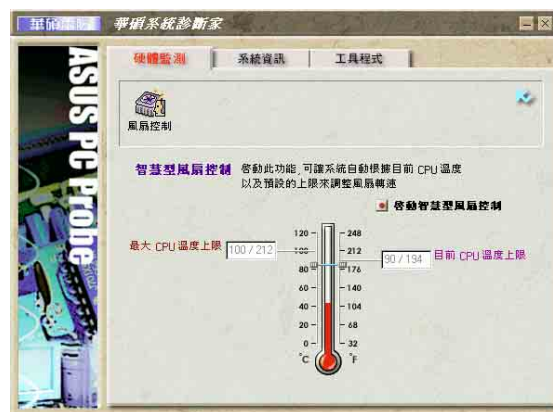 華碩電腦 華碩系統診斷家
ASUS PC Probe
硬體監測 系統資訊 工具程式
風扇控制
智慧型風扇控制 啓動此功能, 可讓系統自動根據目前 CPU 溫度
以及預設的上限來調整風扇轉速
啓動智慧型風扇控制
最大 CPU 溫度上限 100 / 212
90 / 194 目前 CPU 溫度上限
120 248
100 212
80 176
60 140
40 104
20 68
0 32
°C °F